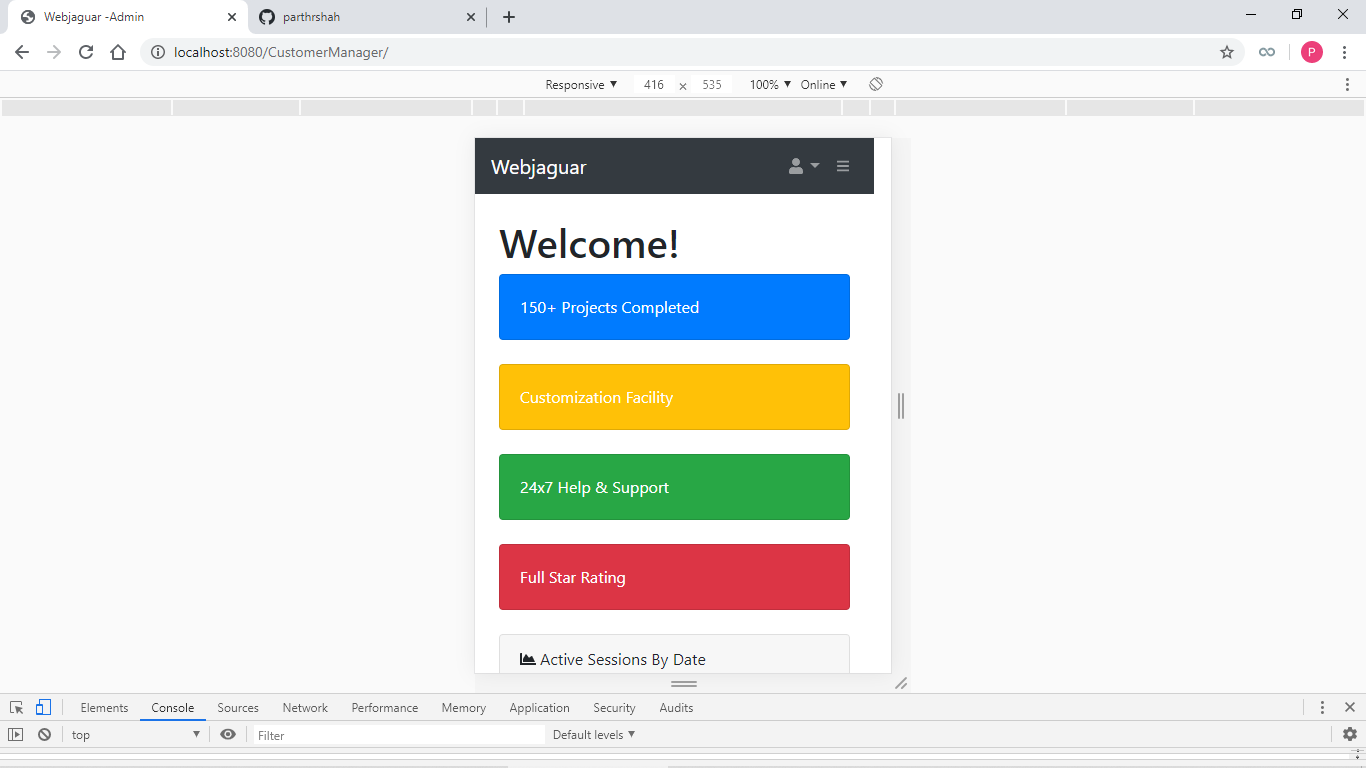 Webjaguar -Admin
parthrshah
localhost:8080/CustomerManager/
P
Responsive 416 × 535 100% Online
Webjaguar
Welcome!
150+ Projects Completed
Customization Facility
24x7 Help & Support
Full Star Rating
Active Sessions By Date
Elements Console Sources Network Performance Memory Application Security Audits
top Filter Default levels